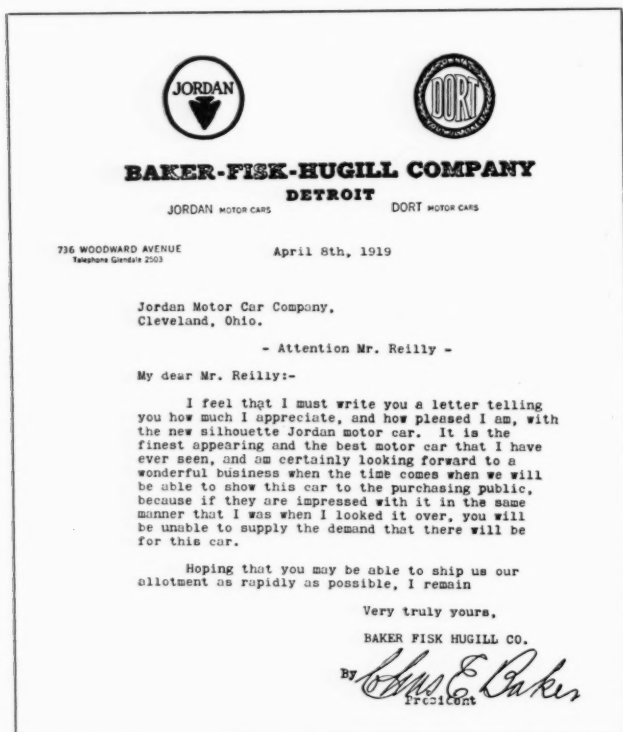 JORDAN
DORT
BAKER-FISK-HUGILL COMPANY
DETROIT
JORDAN MOTOR CARS DORT MOTOR CARS
736 WOODWARD AVENUE
Telephone Glendale 2503
April 8th, 1919
Jordan Motor Car Company,
Cleveland, Ohio.
- Attention Mr. Reilly -
My dear Mr. Reilly:-
I feel that I must write you a letter telling
you how much I appreciate, and how pleased I am, with
the new silhouette Jordan motor car. It is the
finest appearing and the best motor car that I have
ever seen, and am certainly looking forward to a
wonderful business when the time comes when we will
be able to show this car to the purchasing public,
because if they are impressed with it in the same
manner that I was when I looked it over, you will
be unable to supply the demand that there will be
for this car.
Hoping that you may be able to ship us our
allotment as rapidly as possible, I remain
Very truly yours,
BAKER FISK HUGILL CO.
By Chas E Baker
President